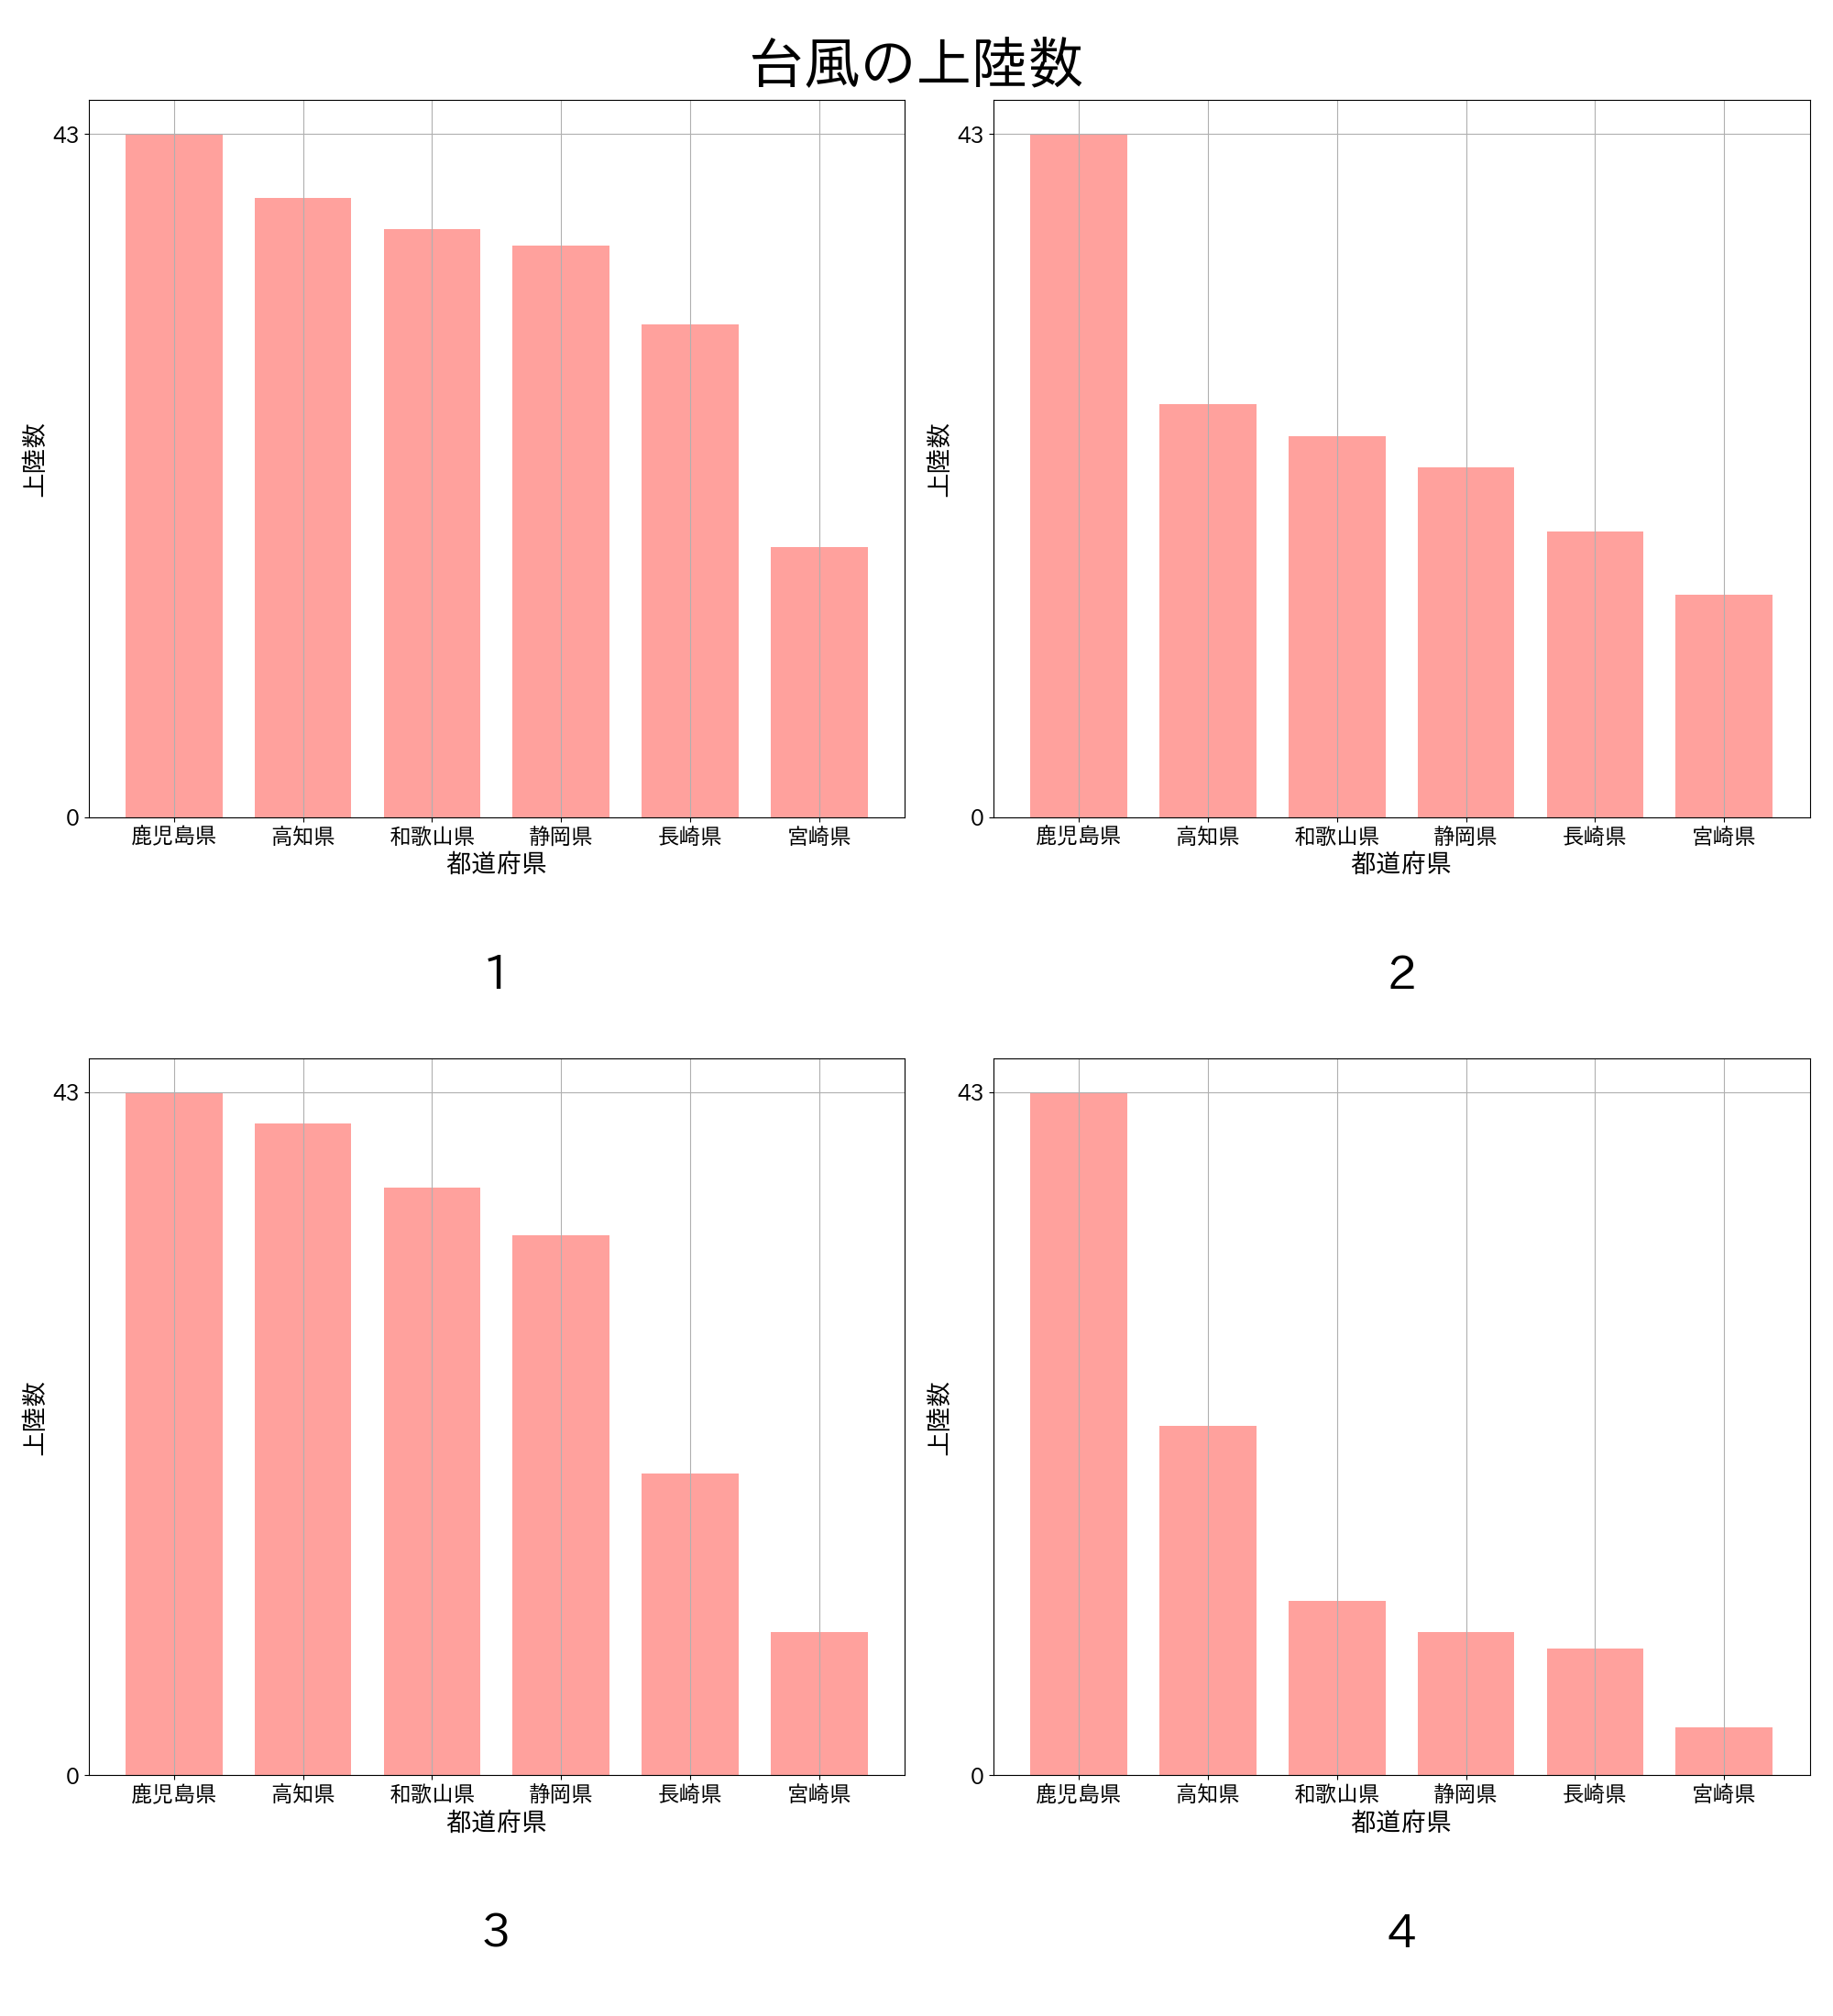 台風の上陸数
43
0
上陸数
鹿児島県 高知県 和歌山県 静岡県 長崎県 宮崎県
都道府県
1
43
0
上陸数
鹿児島県 高知県 和歌山県 静岡県 長崎県 宮崎県
都道府県
2
43
0
上陸数
鹿児島県 高知県 和歌山県 静岡県 長崎県 宮崎県
都道府県
3
43
0
上陸数
鹿児島県 高知県 和歌山県 静岡県 長崎県 宮崎県
都道府県
4